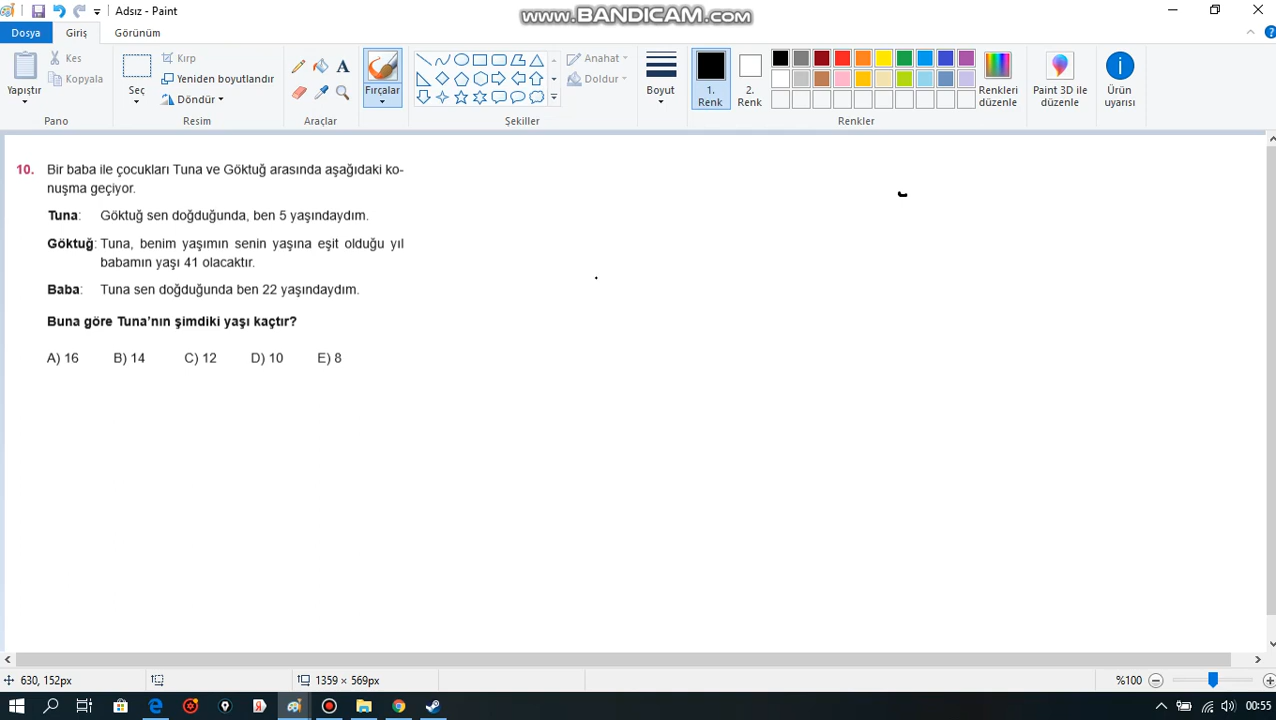 Adsız - Paint
www.BANDICAM.com
Dosya Giriş Görünüm
Yapıştır
Kes
Kopyala
Pano
Seç
Kırp
Yeniden boyutlandır
Döndür
Resim
A
Araçlar
Fırçalar
Şekiller
Anahat
Doldur
Boyut
1. Renk
2. Renk
Renkler
Renkleri düzenle
Paint 3D ile düzenle
Ürün uyarısı
10. Bir baba ile çocukları Tuna ve Göktuğ arasında aşağıdaki ko-
nuşma geçiyor.
Tuna: Göktuğ sen doğduğunda, ben 5 yaşındaydım.
Göktuğ: Tuna, benim yaşımın senin yaşına eşit olduğu yıl
babamın yaşı 41 olacaktır.
Baba: Tuna sen doğduğunda ben 22 yaşındaydım.
Buna göre Tuna'nın şimdiki yaşı kaçtır?
A) 16 B) 14 C) 12 D) 10 E) 8
630, 152px
1359 × 569px
%100
00:55